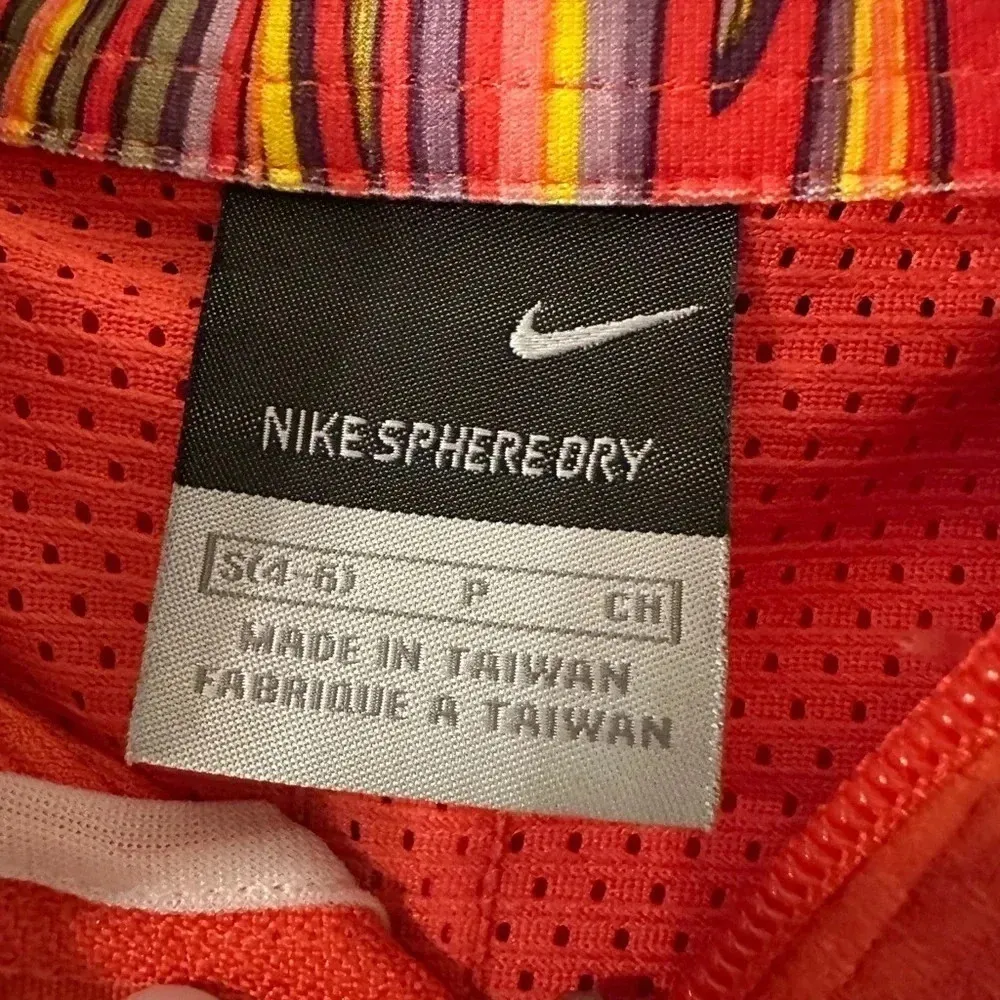 NIKE SPHERE DRY
S(4-6) P CH
MADE IN TAIWAN
FABRIQUE A TAIWAN